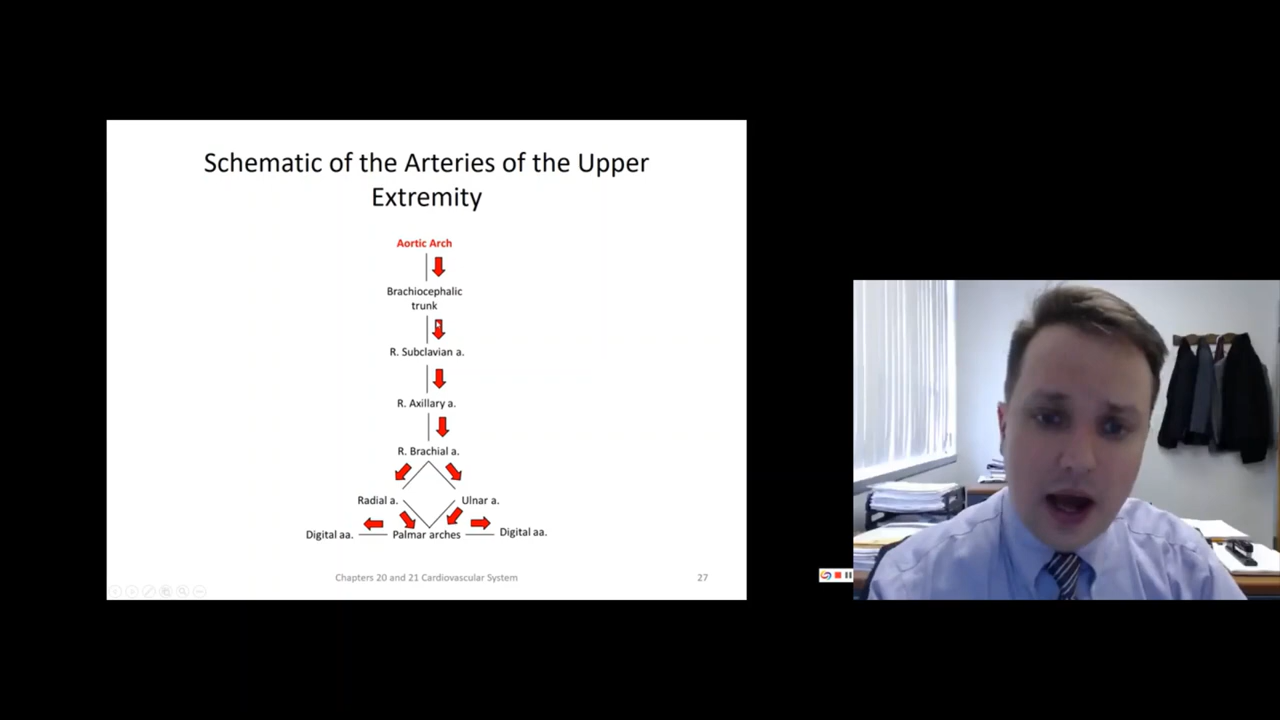 Schematic of the Arteries of the Upper
Extremity
Aortic Arch
Brachiocephalic
trunk
R. Subclavian a.
R. Axillary a.
R. Brachial a.
Radial a.
Ulnar a.
Digital aa.
Palmar arches
Digital aa.
Chapters 20 and 21 Cardiovascular System
27